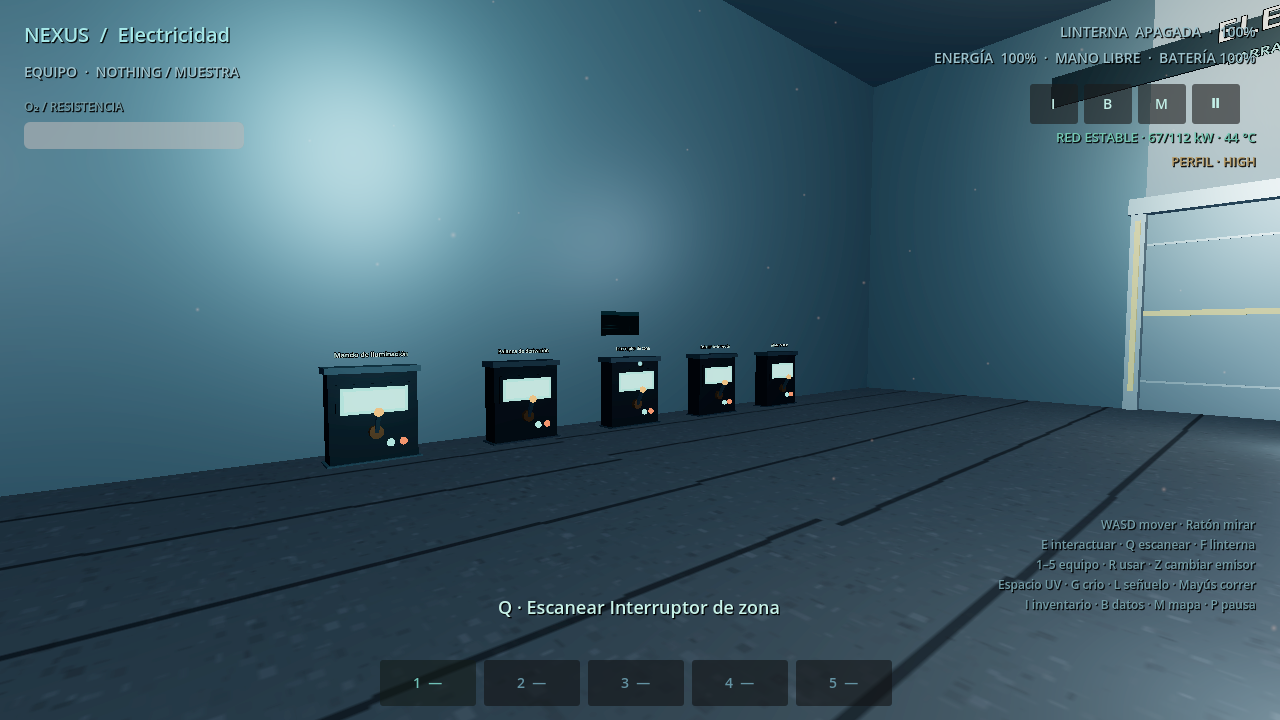 NEXUS / Electricidad
EQUIPO · NOTHING / MUESTRA
O₂ / RESISTENCIA
LINTERNA APAGADA · 100%
ENERGÍA 100% · MANO LIBRE · BATERÍA 100%
I B M II
RED ESTABLE · 67/112 kW · 44 °C
PERFIL · HIGH
Mando de iluminación
WASD mover · Ratón mirar
E interactuar · Q escanear · F linterna
1–5 equipo · R usar · Z cambiar emisor
Espacio UV · G crio · L señuelo · Mayús correr
I inventario · B datos · M mapa · P pausa
Q · Escanear Interruptor de zona
1 — 2 — 3 — 4 — 5 —